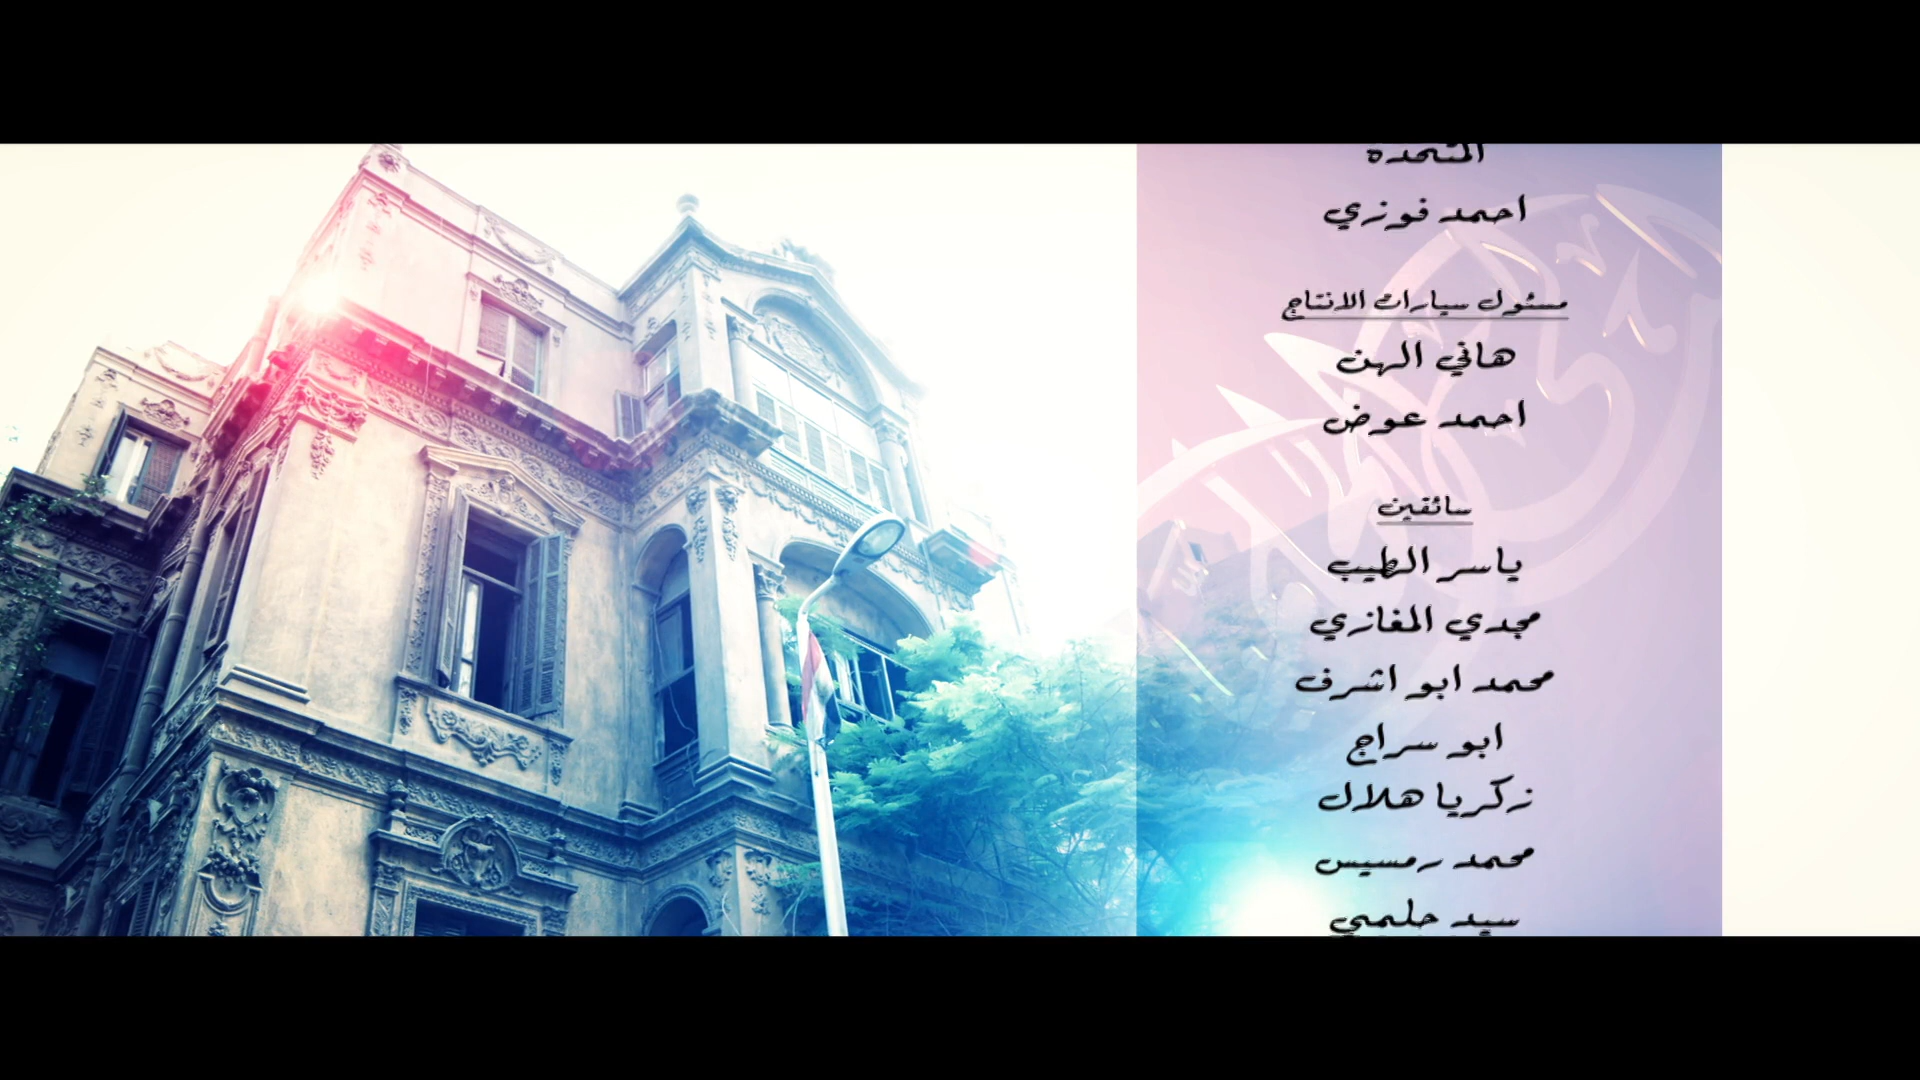 المتحدة
احمد فوزي
مسئول سيارات الانتاج
هاني الهن
احمد عوض
سائقين
ياسر الطيب
مجدي المغازي
محمد ابو اشرف
ابو سراج
زكريا هلال
محمد رمسيس
سيد حلمي